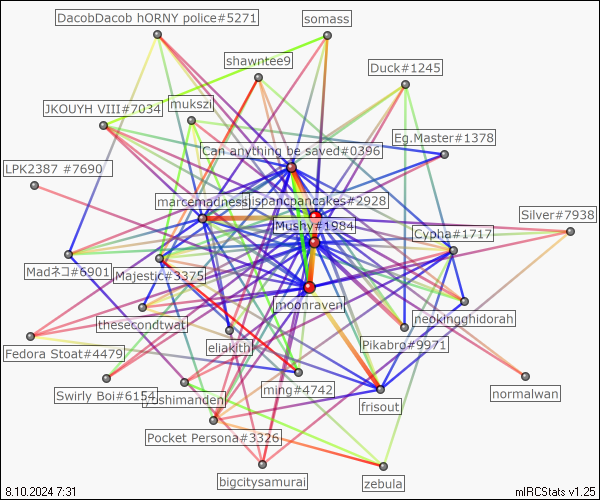 DacobDacob hORNY police#5271
somass
shawntee9
Duck#1245
JKOUYH VIII#7034
mukszi
Eg.Master#1378
Can anything be saved#0396
LPK2387 #7690
marcemadness
hispancpancakes#2928
Silver#7938
Mushy#1984
Cypha#1717
Madネコ#6901
Majestic#3375
moonraven
neokingghidorah
thesecondtwat
Pikabro#9971
eliakith
Fedora Stoat#4479
ming#4742
normalwan
Swirly Boi#6154
yoshimanden
frisout
Pocket Persona#3326
bigcitysamurai
zebula
8.10.2024 7:31
mIRCStats v1.25